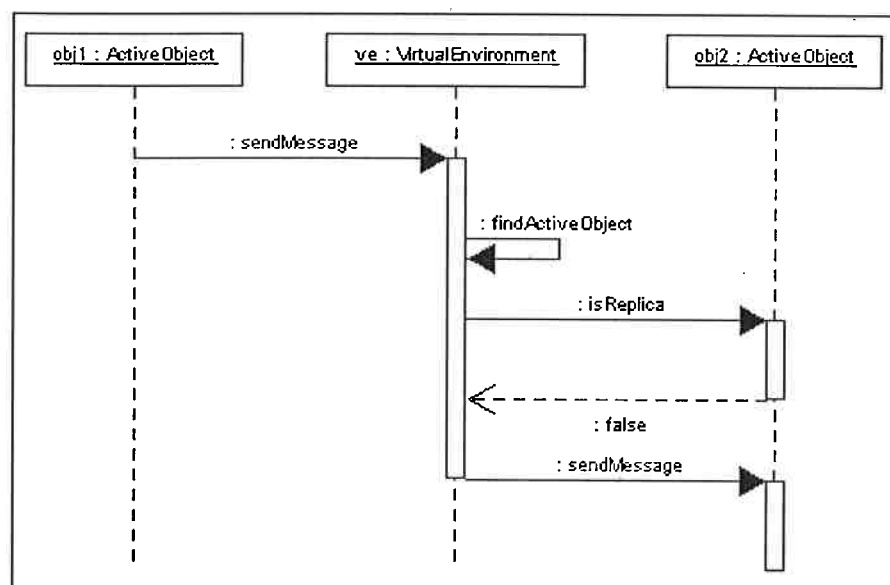 obj1 : ActiveObject
ve : VirtualEnvironment
obj2 : ActiveObject
: sendMessage
: findActiveObject
: isReplica
: false
: sendMessage